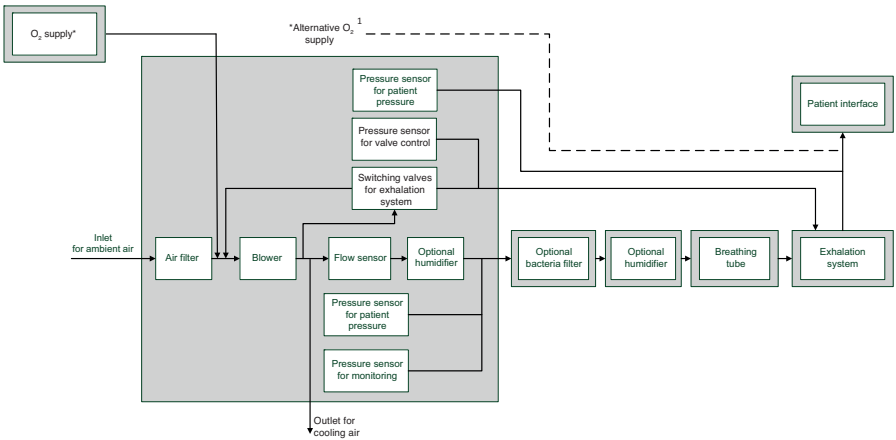 O₂ supply*
*Alternative O₂ ¹
supply
Pressure sensor
for patient
pressure
Patient interface
Pressure sensor
for valve control
Switching valves
for exhalation
system
Inlet
for ambient air
Air filter
Blower
Flow sensor
Optional
humidifier
Optional
bacteria filter
Optional
humidifier
Breathing
tube
Exhalation
system
Pressure sensor
for patient
pressure
Pressure sensor
for monitoring
Outlet for
cooling air